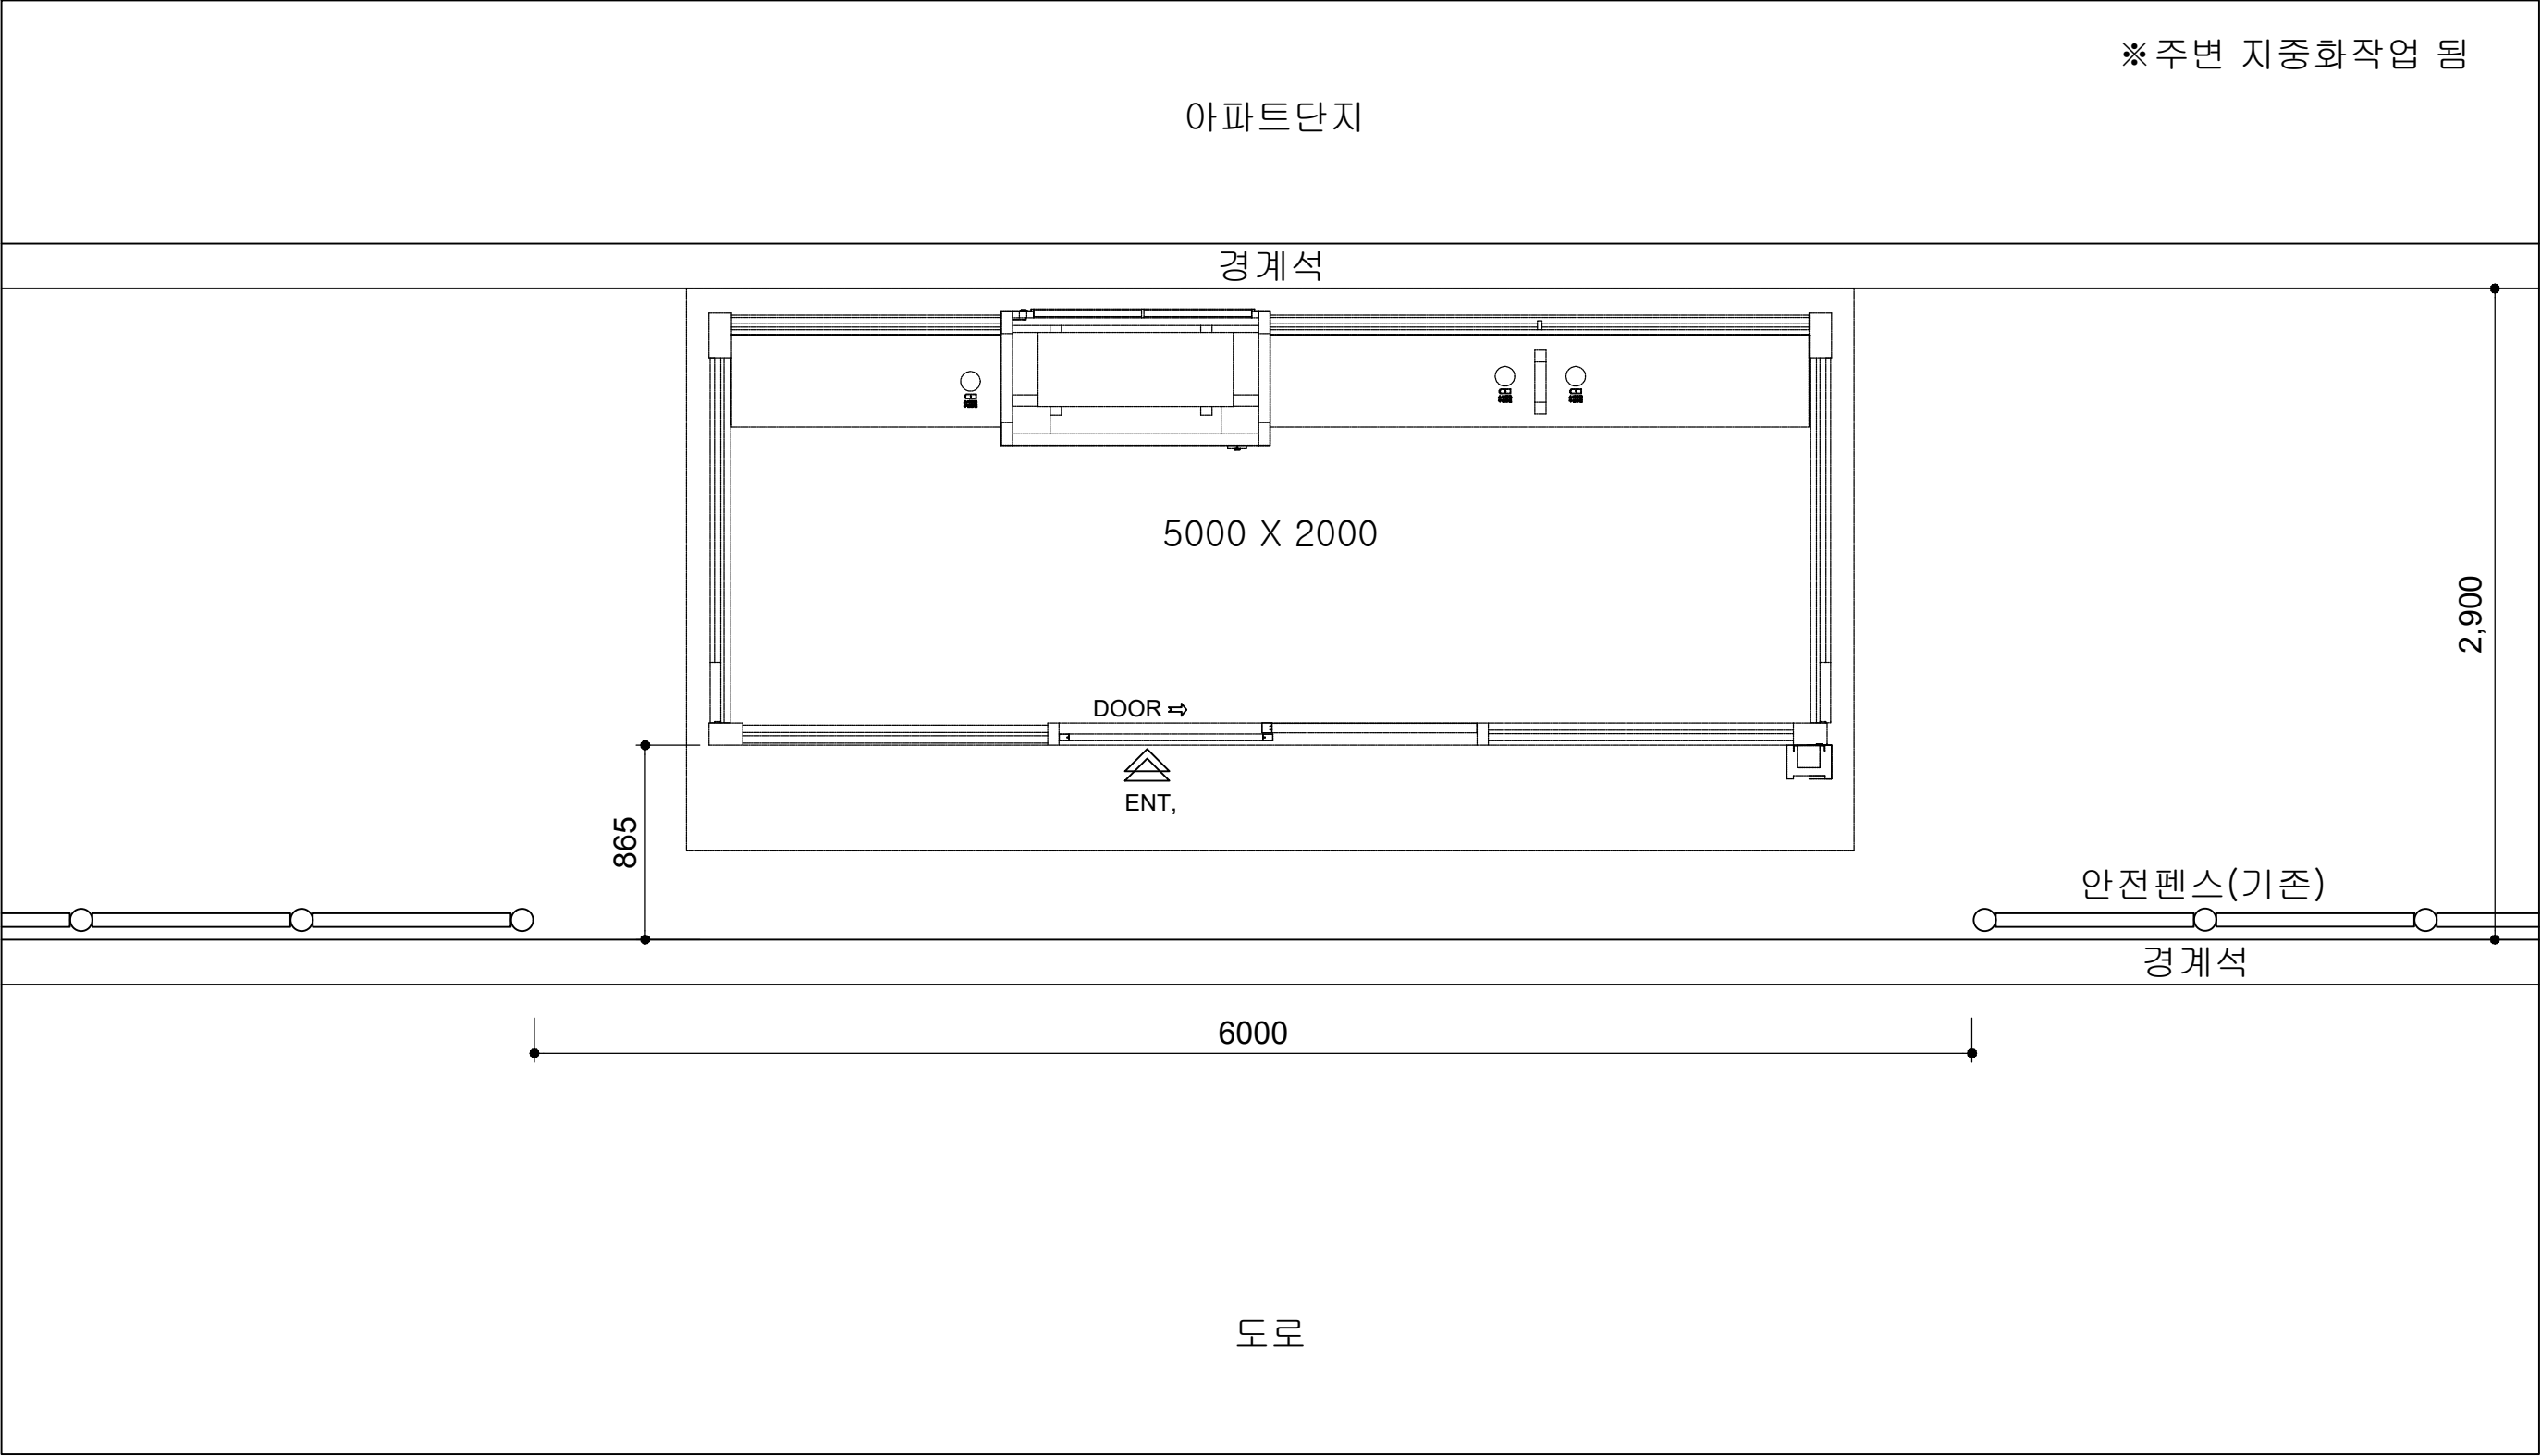 ※주변 지중화작업 됨
아파트단지
경계석
5000 X 2000
2,900
DOOR ⇨
ENT,
865
안전펜스(기존)
경계석
6000
도로